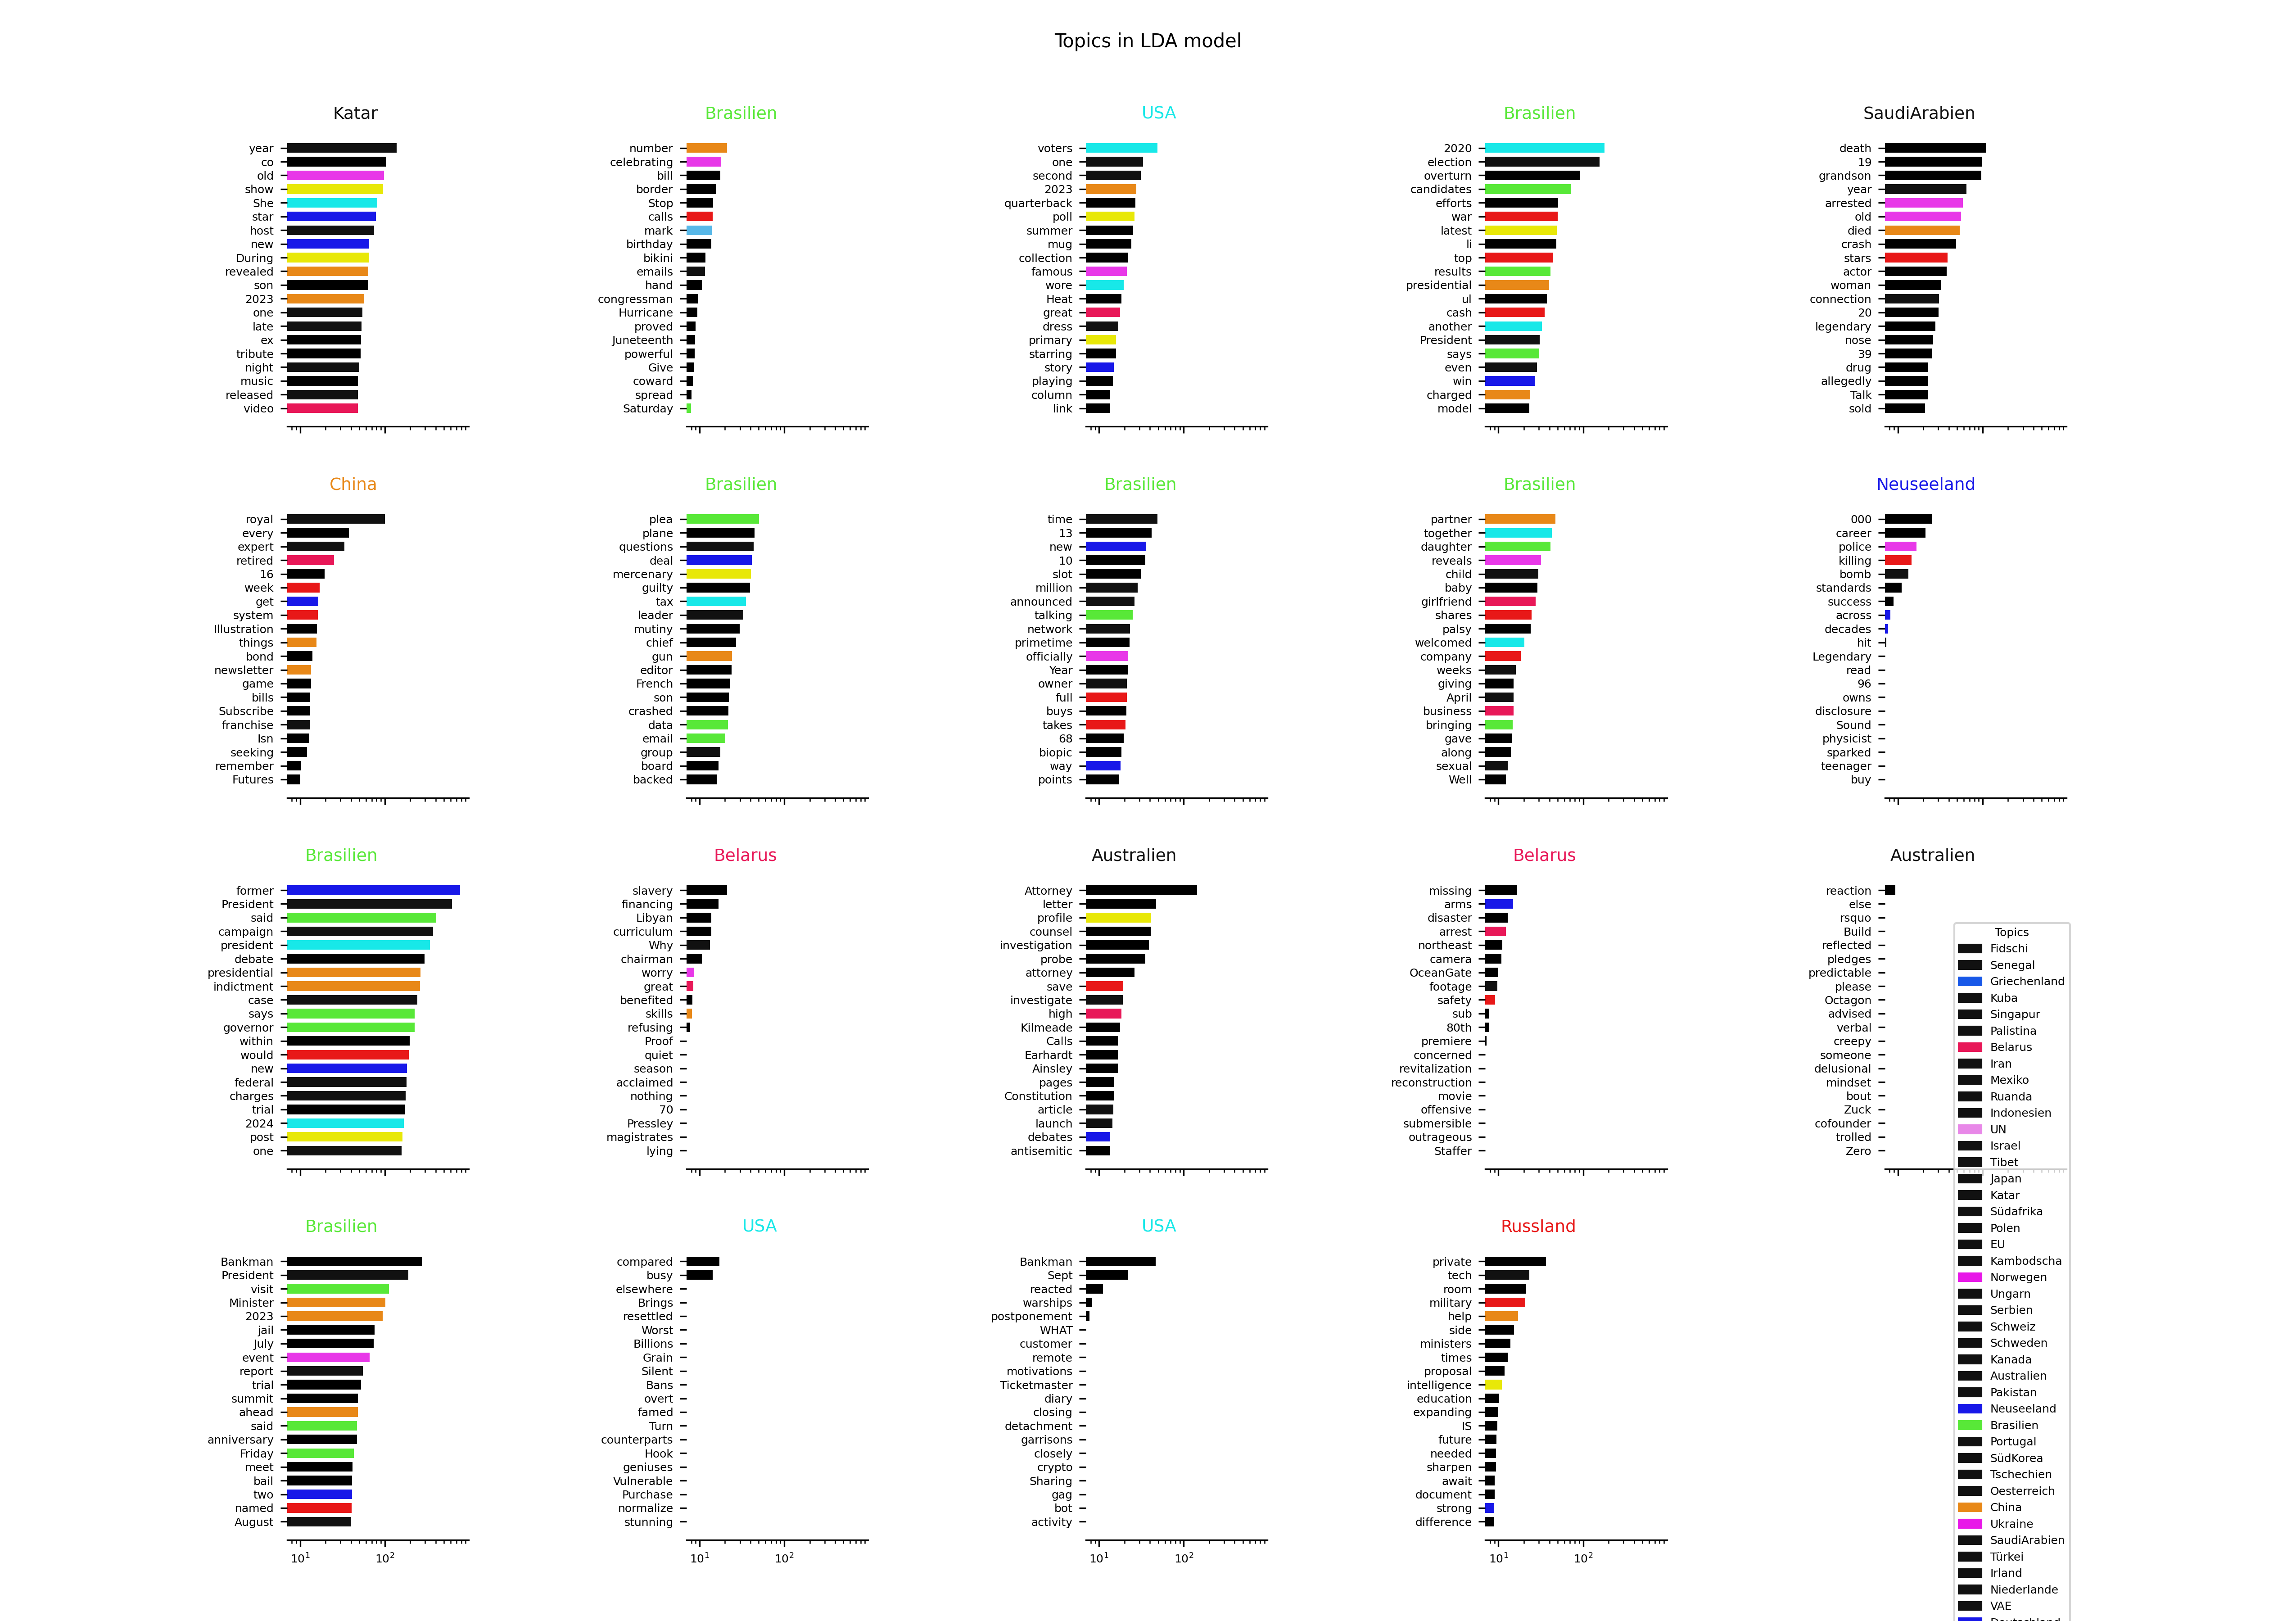 Topics in LDA model
Katar
year
co
old
show
She
star
host
new
During
revealed
son
2023
one
late
ex
tribute
night
music
released
video
Brasilien
number
celebrating
bill
border
Stop
calls
mark
birthday
bikini
emails
hand
congressman
Hurricane
proved
Juneteenth
powerful
Give
coward
spread
Saturday
USA
voters
one
second
2023
quarterback
poll
summer
mug
collection
famous
wore
Heat
great
dress
primary
starring
story
playing
column
link
Brasilien
2020
election
overturn
candidates
efforts
war
latest
li
top
results
presidential
ul
cash
another
President
says
even
win
charged
model
SaudiArabien
death
19
grandson
year
arrested
old
died
crash
stars
actor
woman
connection
20
legendary
nose
39
drug
allegedly
Talk
sold
China
royal
every
expert
retired
16
week
get
system
Illustration
things
bond
newsletter
game
bills
Subscribe
franchise
Isn
seeking
remember
Futures
Brasilien
plea
plane
questions
deal
mercenary
guilty
tax
leader
mutiny
chief
gun
editor
French
son
crashed
data
email
group
board
backed
Brasilien
time
13
new
10
slot
million
announced
talking
network
primetime
officially
Year
owner
full
buys
takes
68
biopic
way
points
Brasilien
partner
together
daughter
reveals
child
baby
girlfriend
shares
palsy
welcomed
company
weeks
giving
April
business
bringing
gave
along
sexual
Well
Neuseeland
000
career
police
killing
bomb
standards
success
across
decades
hit
Legendary
read
96
owns
disclosure
Sound
physicist
sparked
teenager
buy
Brasilien
former
President
said
campaign
president
debate
presidential
indictment
case
says
governor
within
would
new
federal
charges
trial
2024
post
one
Belarus
slavery
financing
Libyan
curriculum
Why
chairman
worry
great
benefited
skills
refusing
Proof
quiet
season
acclaimed
nothing
70
Pressley
magistrates
lying
Australien
Attorney
letter
profile
counsel
investigation
probe
attorney
save
investigate
high
Kilmeade
Calls
Earhardt
Ainsley
pages
Constitution
article
launch
debates
antisemitic
Belarus
missing
arms
disaster
arrest
northeast
camera
OceanGate
footage
safety
sub
80th
premiere
concerned
revitalization
reconstruction
movie
offensive
submersible
outrageous
Staffer
Australien
reaction
else
rsquo
Build
reflected
pledges
predictable
please
Octagon
advised
verbal
creepy
someone
delusional
mindset
bout
Zuck
cofounder
trolled
Zero
Brasilien
Bankman
President
visit
Minister
2023
jail
July
event
report
trial
summit
ahead
said
anniversary
Friday
meet
bail
two
named
August
10¹ 10²
USA
compared
busy
elsewhere
Brings
resettled
Worst
Billions
Grain
Silent
Bans
overt
famed
Turn
counterparts
Hook
geniuses
Vulnerable
Purchase
normalize
stunning
10¹ 10²
USA
Bankman
Sept
reacted
warships
postponement
WHAT
customer
remote
motivations
Ticketmaster
diary
closing
detachment
garrisons
closely
crypto
Sharing
gag
bot
activity
10¹ 10²
Russland
private
tech
room
military
help
side
ministers
times
proposal
intelligence
education
expanding
IS
future
needed
sharpen
await
document
strong
difference
10¹ 10²
Topics
Fidschi
Senegal
Griechenland
Kuba
Singapur
Palistina
Belarus
Iran
Mexiko
Ruanda
Indonesien
UN
Israel
Tibet
Japan
Katar
Südafrika
Polen
EU
Kambodscha
Norwegen
Ungarn
Serbien
Schweiz
Schweden
Kanada
Australien
Pakistan
Neuseeland
Brasilien
Portugal
SüdKorea
Tschechien
Oesterreich
China
Ukraine
SaudiArabien
Türkei
Irland
Niederlande
VAE